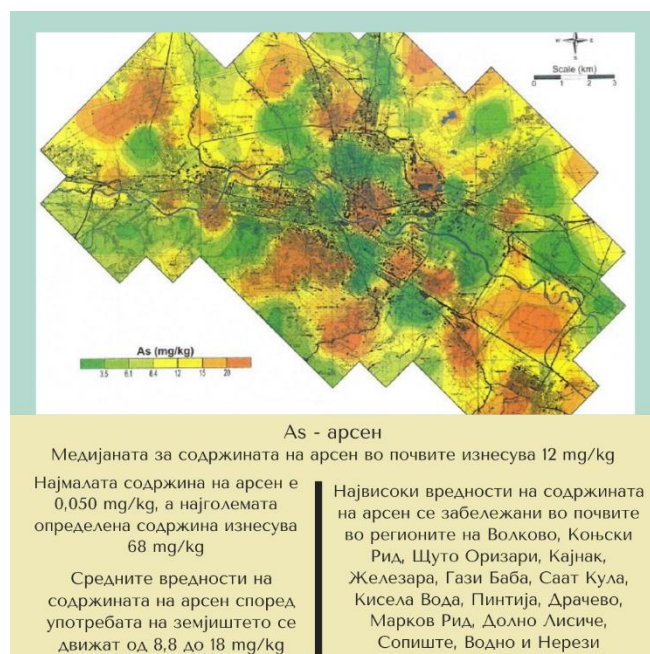 Scale (km)
0 1 2 3
As (mg/kg)
3.5 6.1 8.4 12 15 20
As - арсен
Медијаната за содржината на арсен во почвите изнесува 12 mg/kg
Најмалата содржина на арсен е
0,050 mg/kg, а најголемата
определена содржина изнесува
68 mg/kg
Средните вредности на
содржината на арсен според
употребата на земјиштето се
движат од 8,8 до 18 mg/kg
Највисоки вредности на содржината
на арсен се забележани во почвите
во регионите на Волково, Коњски
Рид, Щуто Оризари, Кајнак,
Железара, Гази Баба, Саат Кула,
Кисела Вода, Пинтија, Драчево,
Марков Рид, Долно Лисиче,
Сопиште, Водно и Нерези